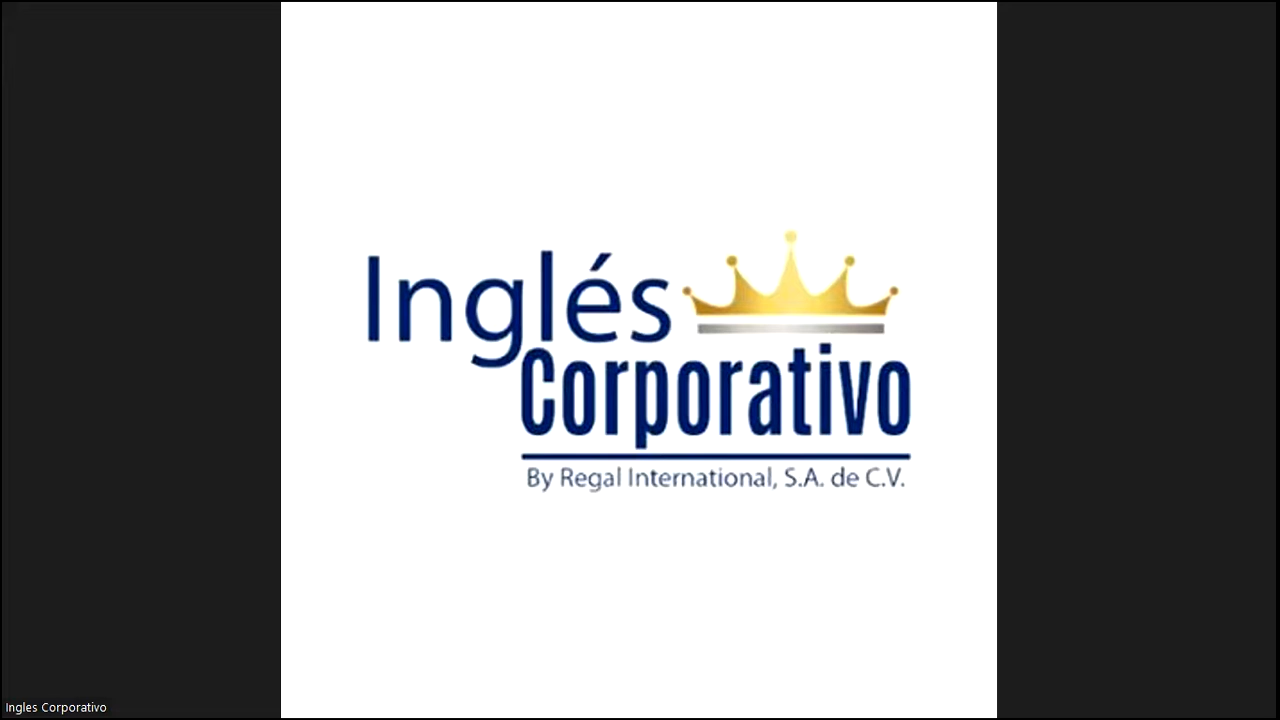 Inglés
Corporativo
By Regal International, S.A. de C.V.
Ingles Corporativo